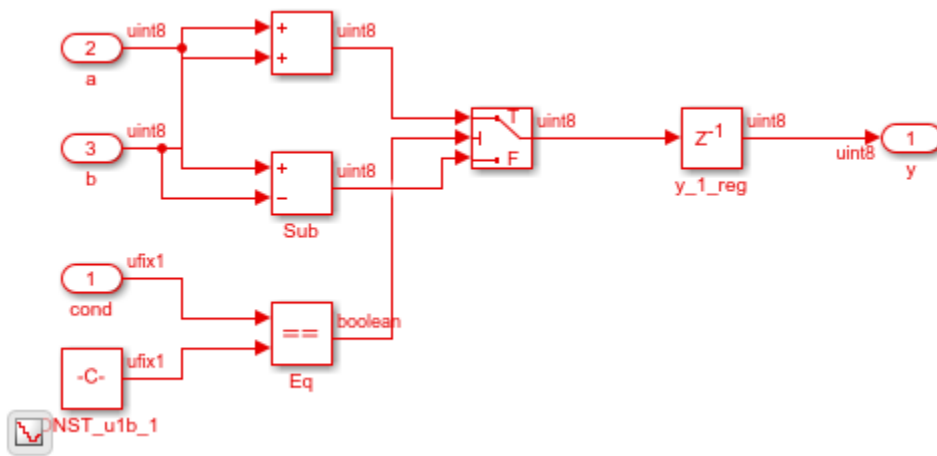 uint8
2
a
+
+
uint8
uint8
3
b
+
−
uint8
Sub
T
F
uint8
Z-1
uint8
y_1_reg
uint8
1
y
ufix1
1
cond
==
boolean
Eq
-C-
ufix1
NST_u1b_1